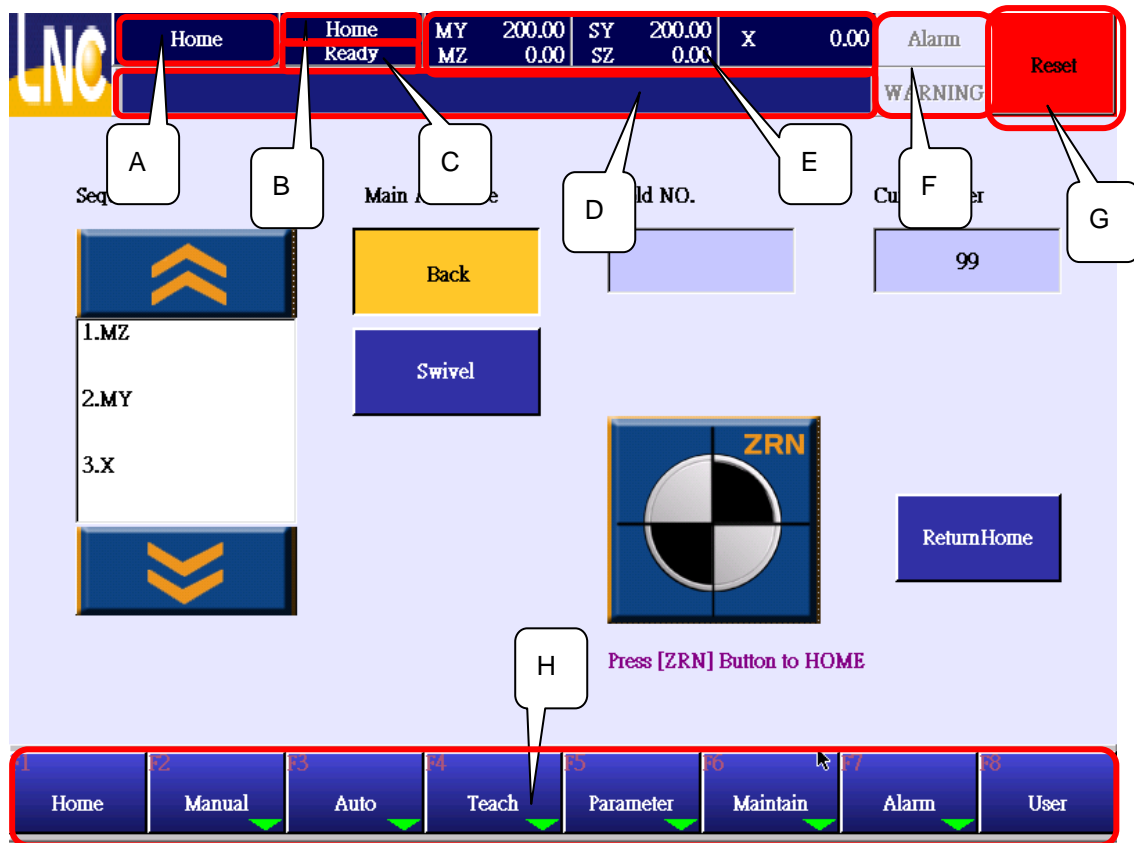 LNC
Home
Home
Ready
MY 200.00 SY 200.00 X 0.00
MZ 0.00 SZ 0.00
Alarm
WARNING
Reset
A
B
C
D
E
F
G
Main
NO.
1.MZ
2.MY
3.X
Back
Swivel
99
ZRN
ReturnHome
Press [ZRN] Button to HOME
H
F1 F2 F3 F4 F5 F6 F7 F8
Home Manual Auto Teach Parameter Maintain Alarm User